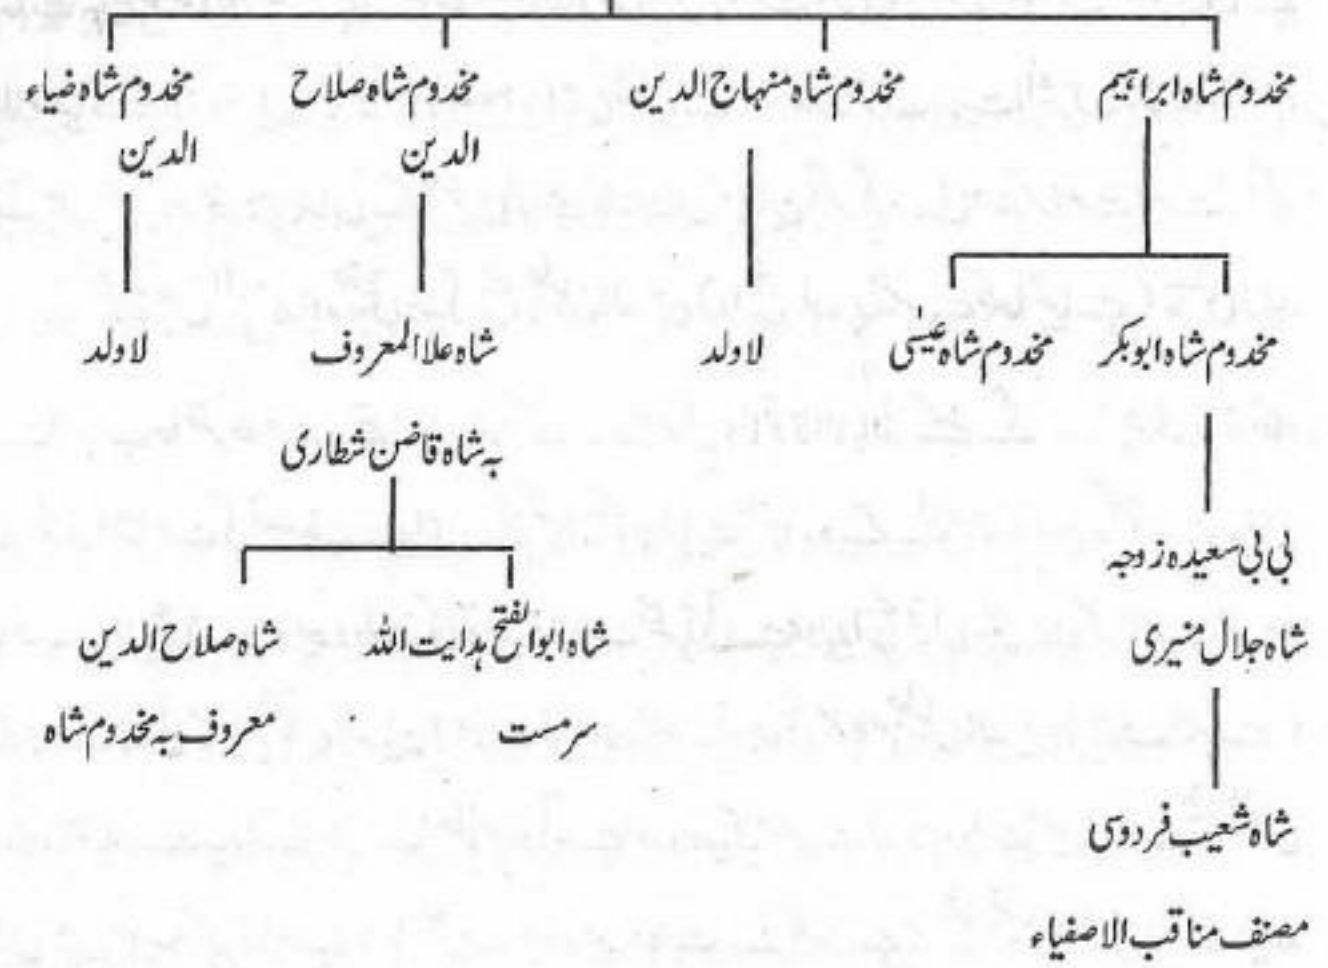 مخدوم شاہ ابراہیم
مخدوم شاہ منہاج الدین
مخدوم شاہ صلاح
الدین
مخدوم شاہ ضیاء
الدین
مخدوم شاہ ابوبکر
مخدوم شاہ عیسٰی
لاولد
شاہ علاالمعروف
بہ شاہ قاضن شطاری
لاولد
بی بی سعیدہ زوجہ
شاہ جلال منیری
شاہ ابوالفتح ہدایت اللہ
سرمست
شاہ صلاح الدین
معروف بہ مخدوم شاہ
شاہ شعیب فردوسی
مصنف مناقب الاصفیاء